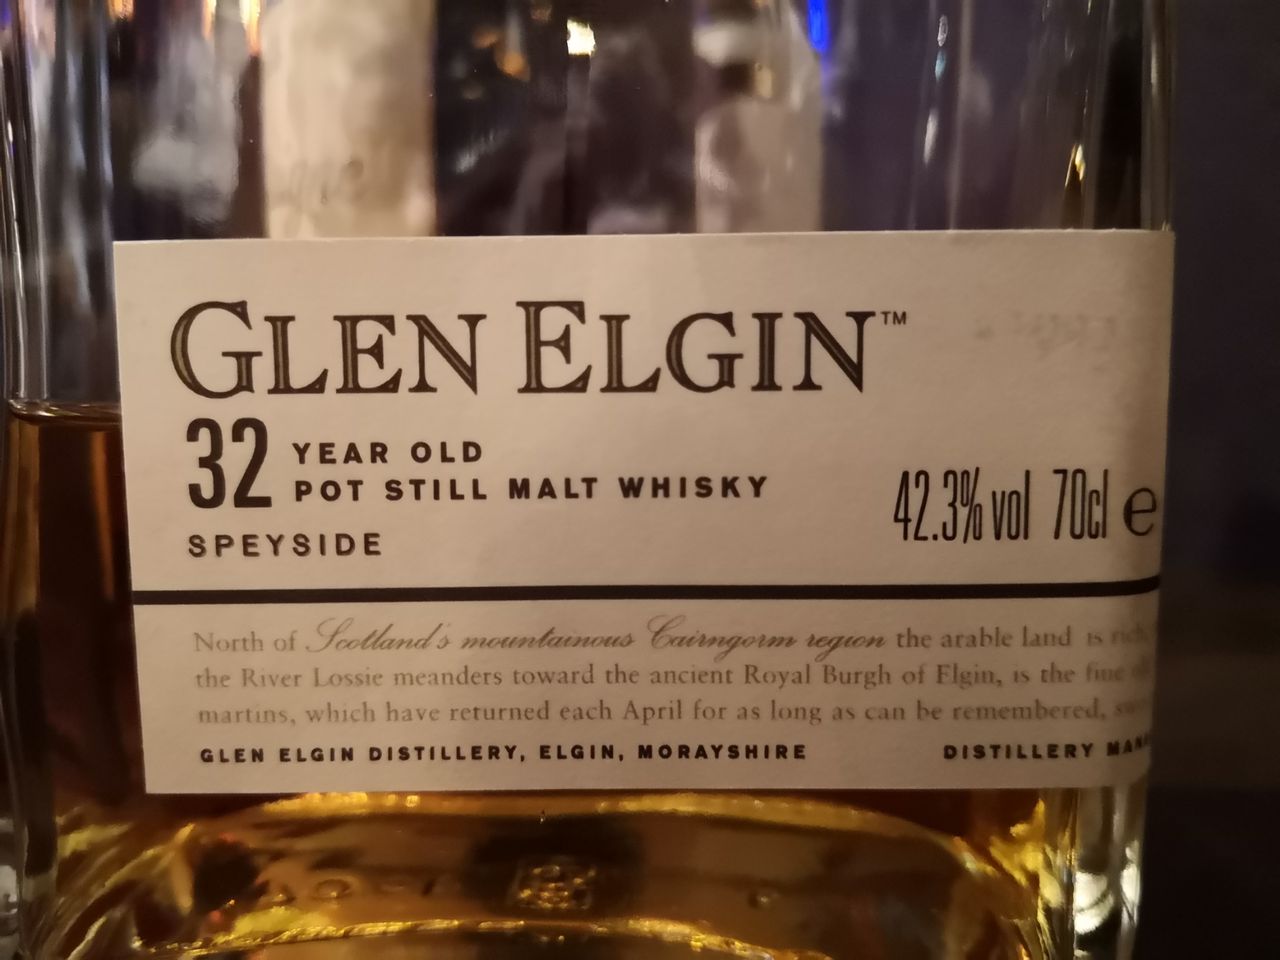 GLEN ELGIN™
32 YEAR OLD
POT STILL MALT WHISKY
SPEYSIDE
42.3% vol 70cl e
North of Scotland's mountainous Cairngorm region the arable land is
the River Lossie meanders toward the ancient Royal Burgh of Elgin, is the fine
martins, which have returned each April for as long as can be remembered,
GLEN ELGIN DISTILLERY, ELGIN, MORAYSHIRE
DISTILLERY